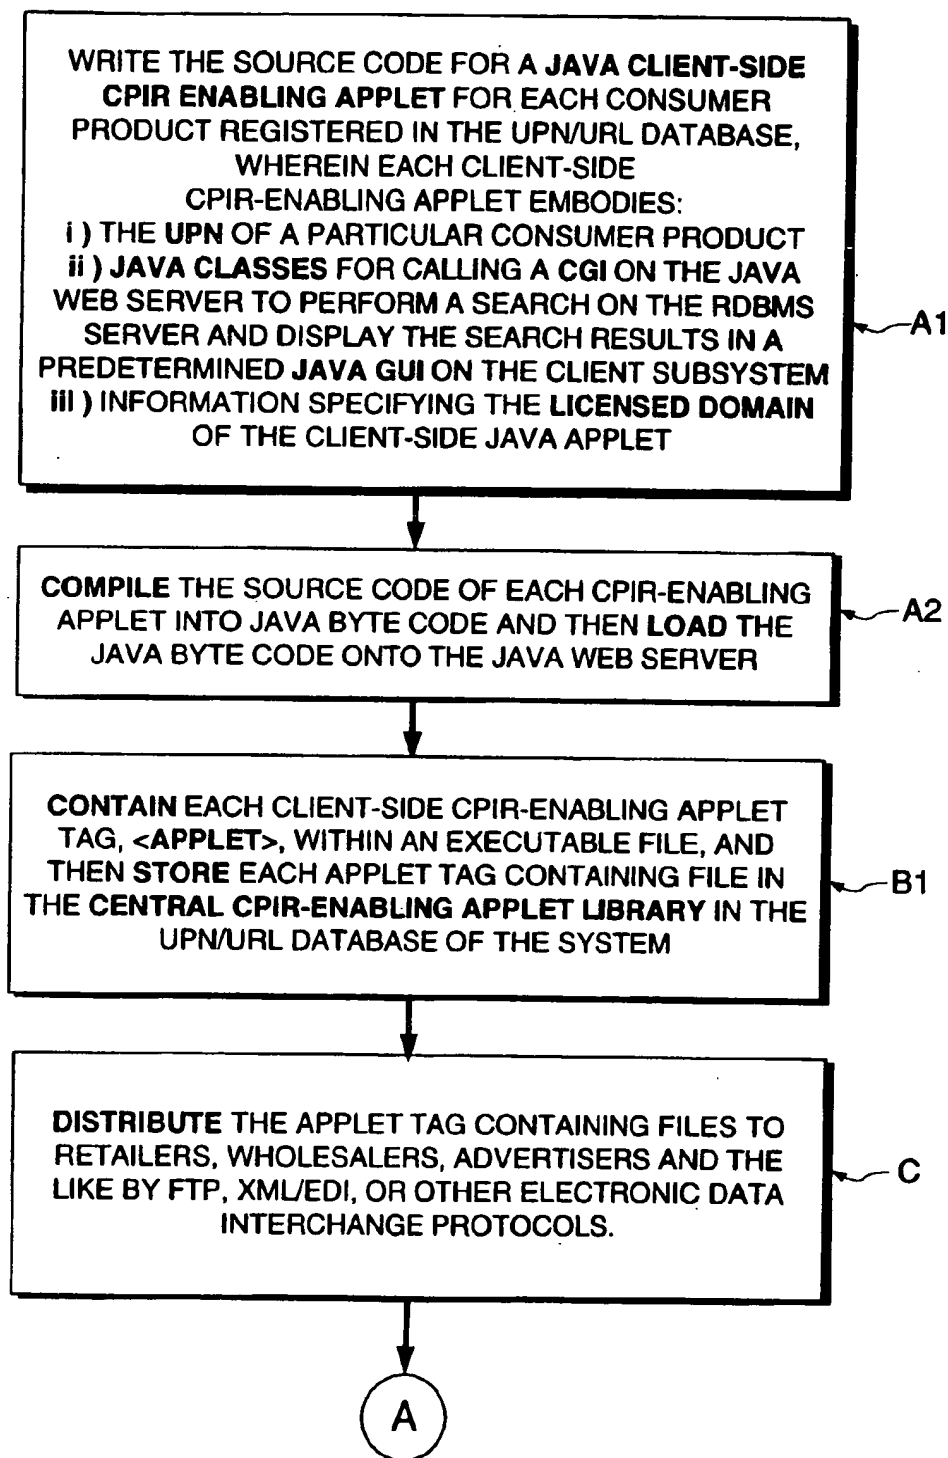 WRITE THE SOURCE CODE FOR A JAVA CLIENT-SIDE
CPIR ENABLING APPLET FOR EACH CONSUMER
PRODUCT REGISTERED IN THE UPN/URL DATABASE,
WHEREIN EACH CLIENT-SIDE
CPIR-ENABLING APPLET EMBODIES:
i ) THE UPN OF A PARTICULAR CONSUMER PRODUCT
ii ) JAVA CLASSES FOR CALLING A CGI ON THE JAVA
WEB SERVER TO PERFORM A SEARCH ON THE RDBMS
SERVER AND DISPLAY THE SEARCH RESULTS IN A
PREDETERMINED JAVA GUI ON THE CLIENT SUBSYSTEM
iii ) INFORMATION SPECIFYING THE LICENSED DOMAIN
OF THE CLIENT-SIDE JAVA APPLET
A1
COMPILE THE SOURCE CODE OF EACH CPIR-ENABLING
APPLET INTO JAVA BYTE CODE AND THEN LOAD THE
JAVA BYTE CODE ONTO THE JAVA WEB SERVER
A2
CONTAIN EACH CLIENT-SIDE CPIR-ENABLING APPLET
TAG, <APPLET>, WITHIN AN EXECUTABLE FILE, AND
THEN STORE EACH APPLET TAG CONTAINING FILE IN
THE CENTRAL CPIR-ENABLING APPLET LIBRARY IN THE
UPN/URL DATABASE OF THE SYSTEM
B1
DISTRIBUTE THE APPLET TAG CONTAINING FILES TO
RETAILERS, WHOLESALERS, ADVERTISERS AND THE
LIKE BY FTP, XML/EDI, OR OTHER ELECTRONIC DATA
INTERCHANGE PROTOCOLS.
C
A